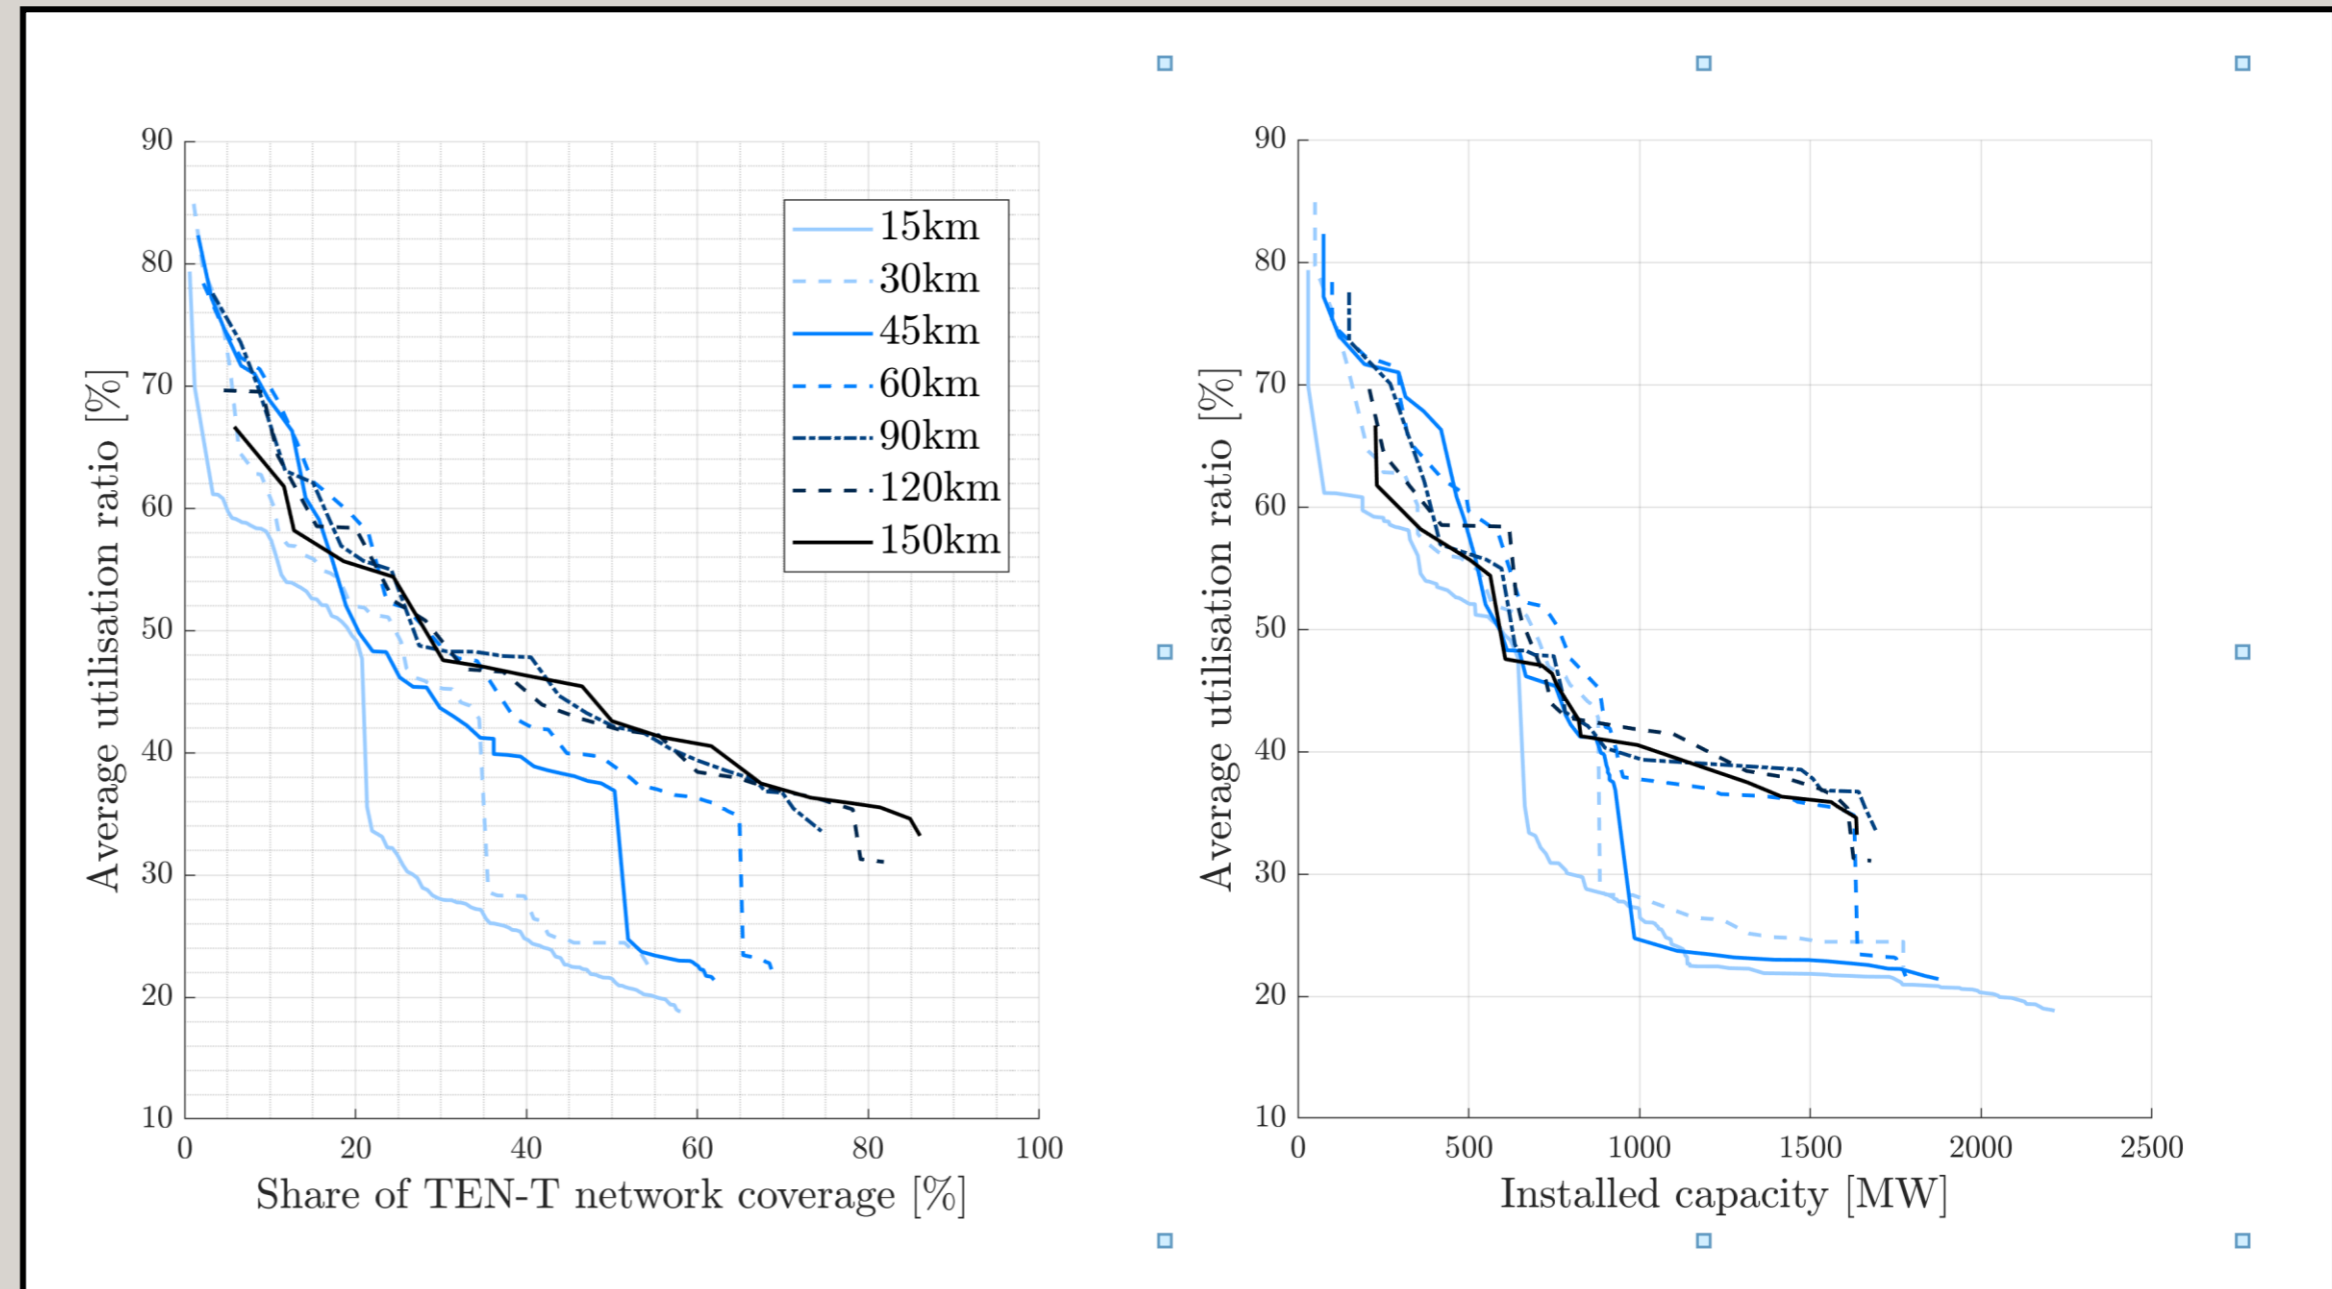 90
80
70
60
50
40
30
20
10
0
20
40
60
80
100
Average utilisation ratio [%]
Share of TEN-T network coverage [%]
15km
30km
45km
60km
90km
120km
150km
90
80
70
60
50
40
30
20
10
0
500
1000
1500
2000
2500
Average utilisation ratio [%]
Installed capacity [MW]